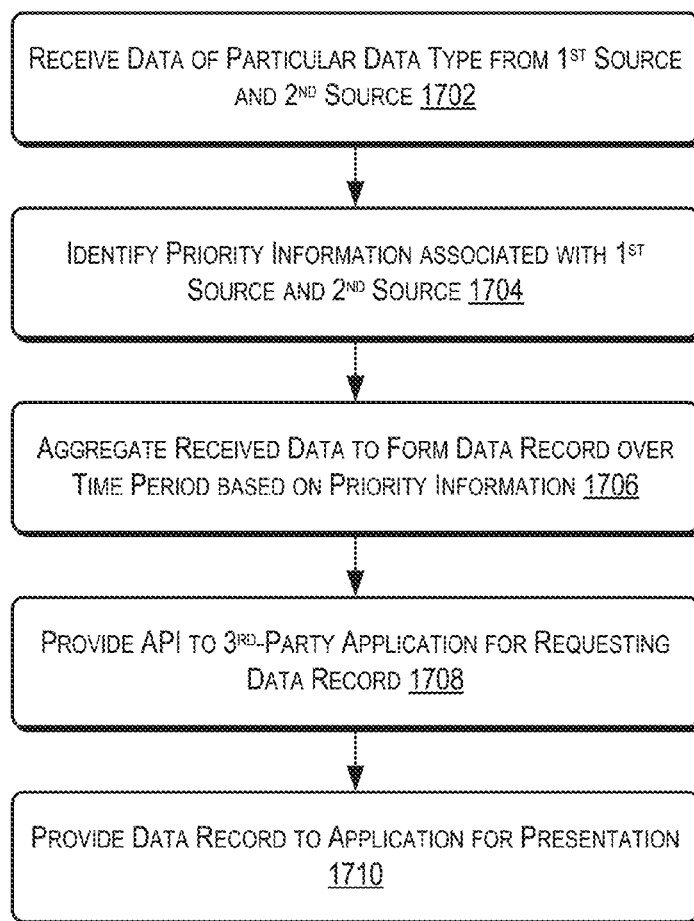 RECEIVE DATA OF PARTICULAR DATA TYPE FROM 1ST SOURCE
AND 2ND SOURCE 1702
IDENTIFY PRIORITY INFORMATION ASSOCIATED WITH 1ST
SOURCE AND 2ND SOURCE 1704
AGGREGATE RECEIVED DATA TO FORM DATA RECORD OVER
TIME PERIOD BASED ON PRIORITY INFORMATION 1706
PROVIDE API TO 3RD-PARTY APPLICATION FOR REQUESTING
DATA RECORD 1708
PROVIDE DATA RECORD TO APPLICATION FOR PRESENTATION
1710